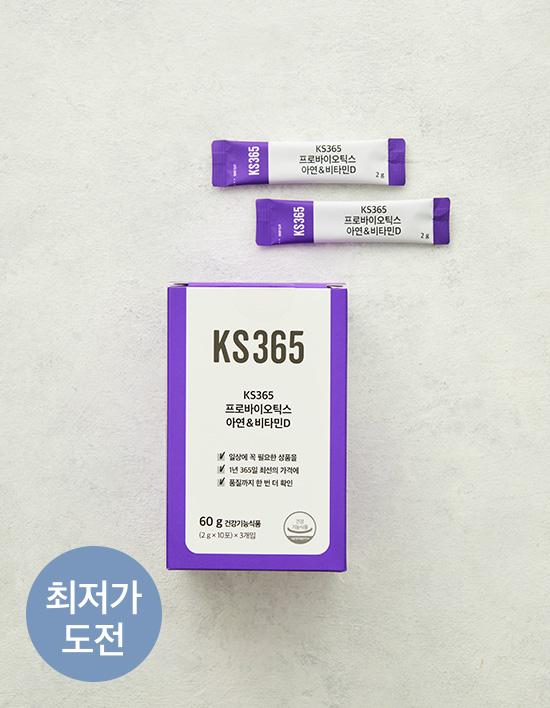 KS365
KS365
프로바이오틱스
아연&비타민D
2 g
KS365
KS365
프로바이오틱스
아연&비타민D
2 g
KS365
KS365
프로바이오틱스
아연&비타민D
일상에 꼭 필요한 상품을
1년 365일 최선의 가격에
품질까지 한 번 더 확인
60 g 건강기능식품
(2 g × 10포) × 3개입
건강
기능식품
최저가
도전